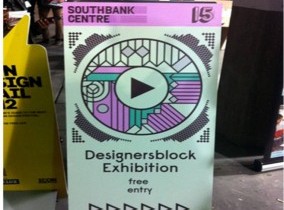 SOUTHBANK
CENTRE
15
Designersblock
Exhibition
free
entry